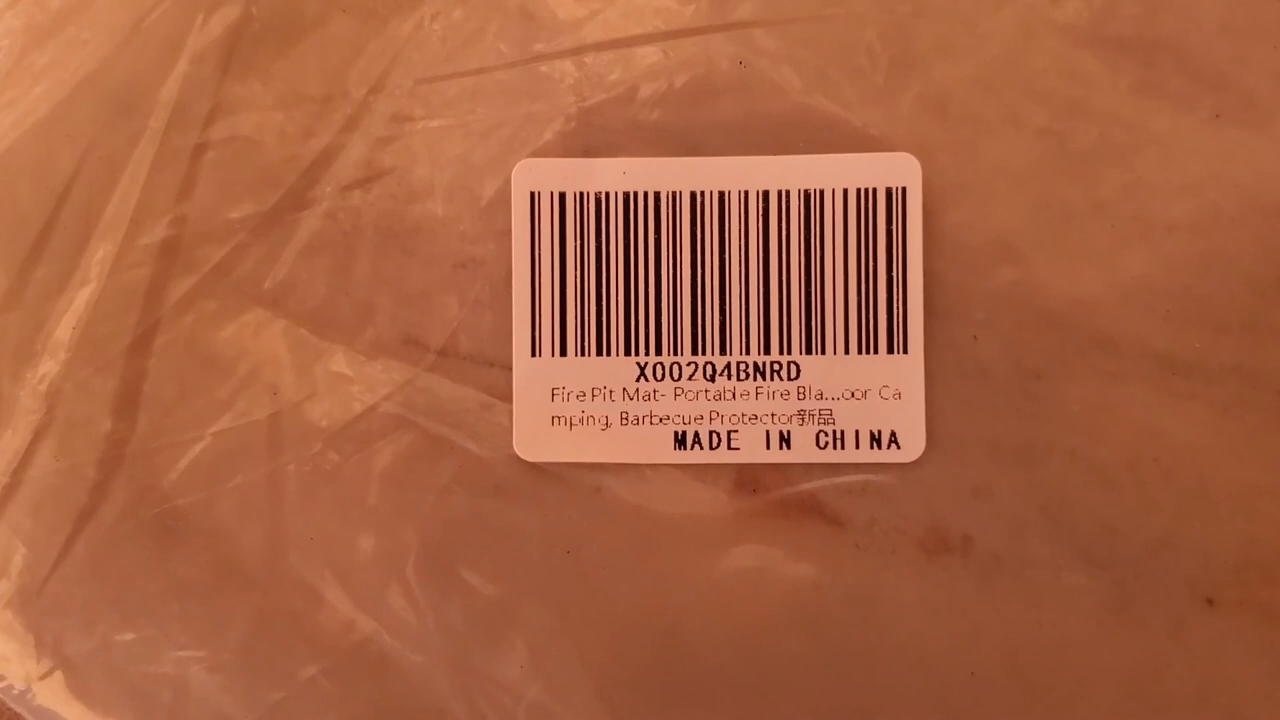 X002Q4BNRD
Fire Pit Mat- Portable Fire Bla...oor Ca
mping, Barbecue Protector新品
MADE IN CHINA